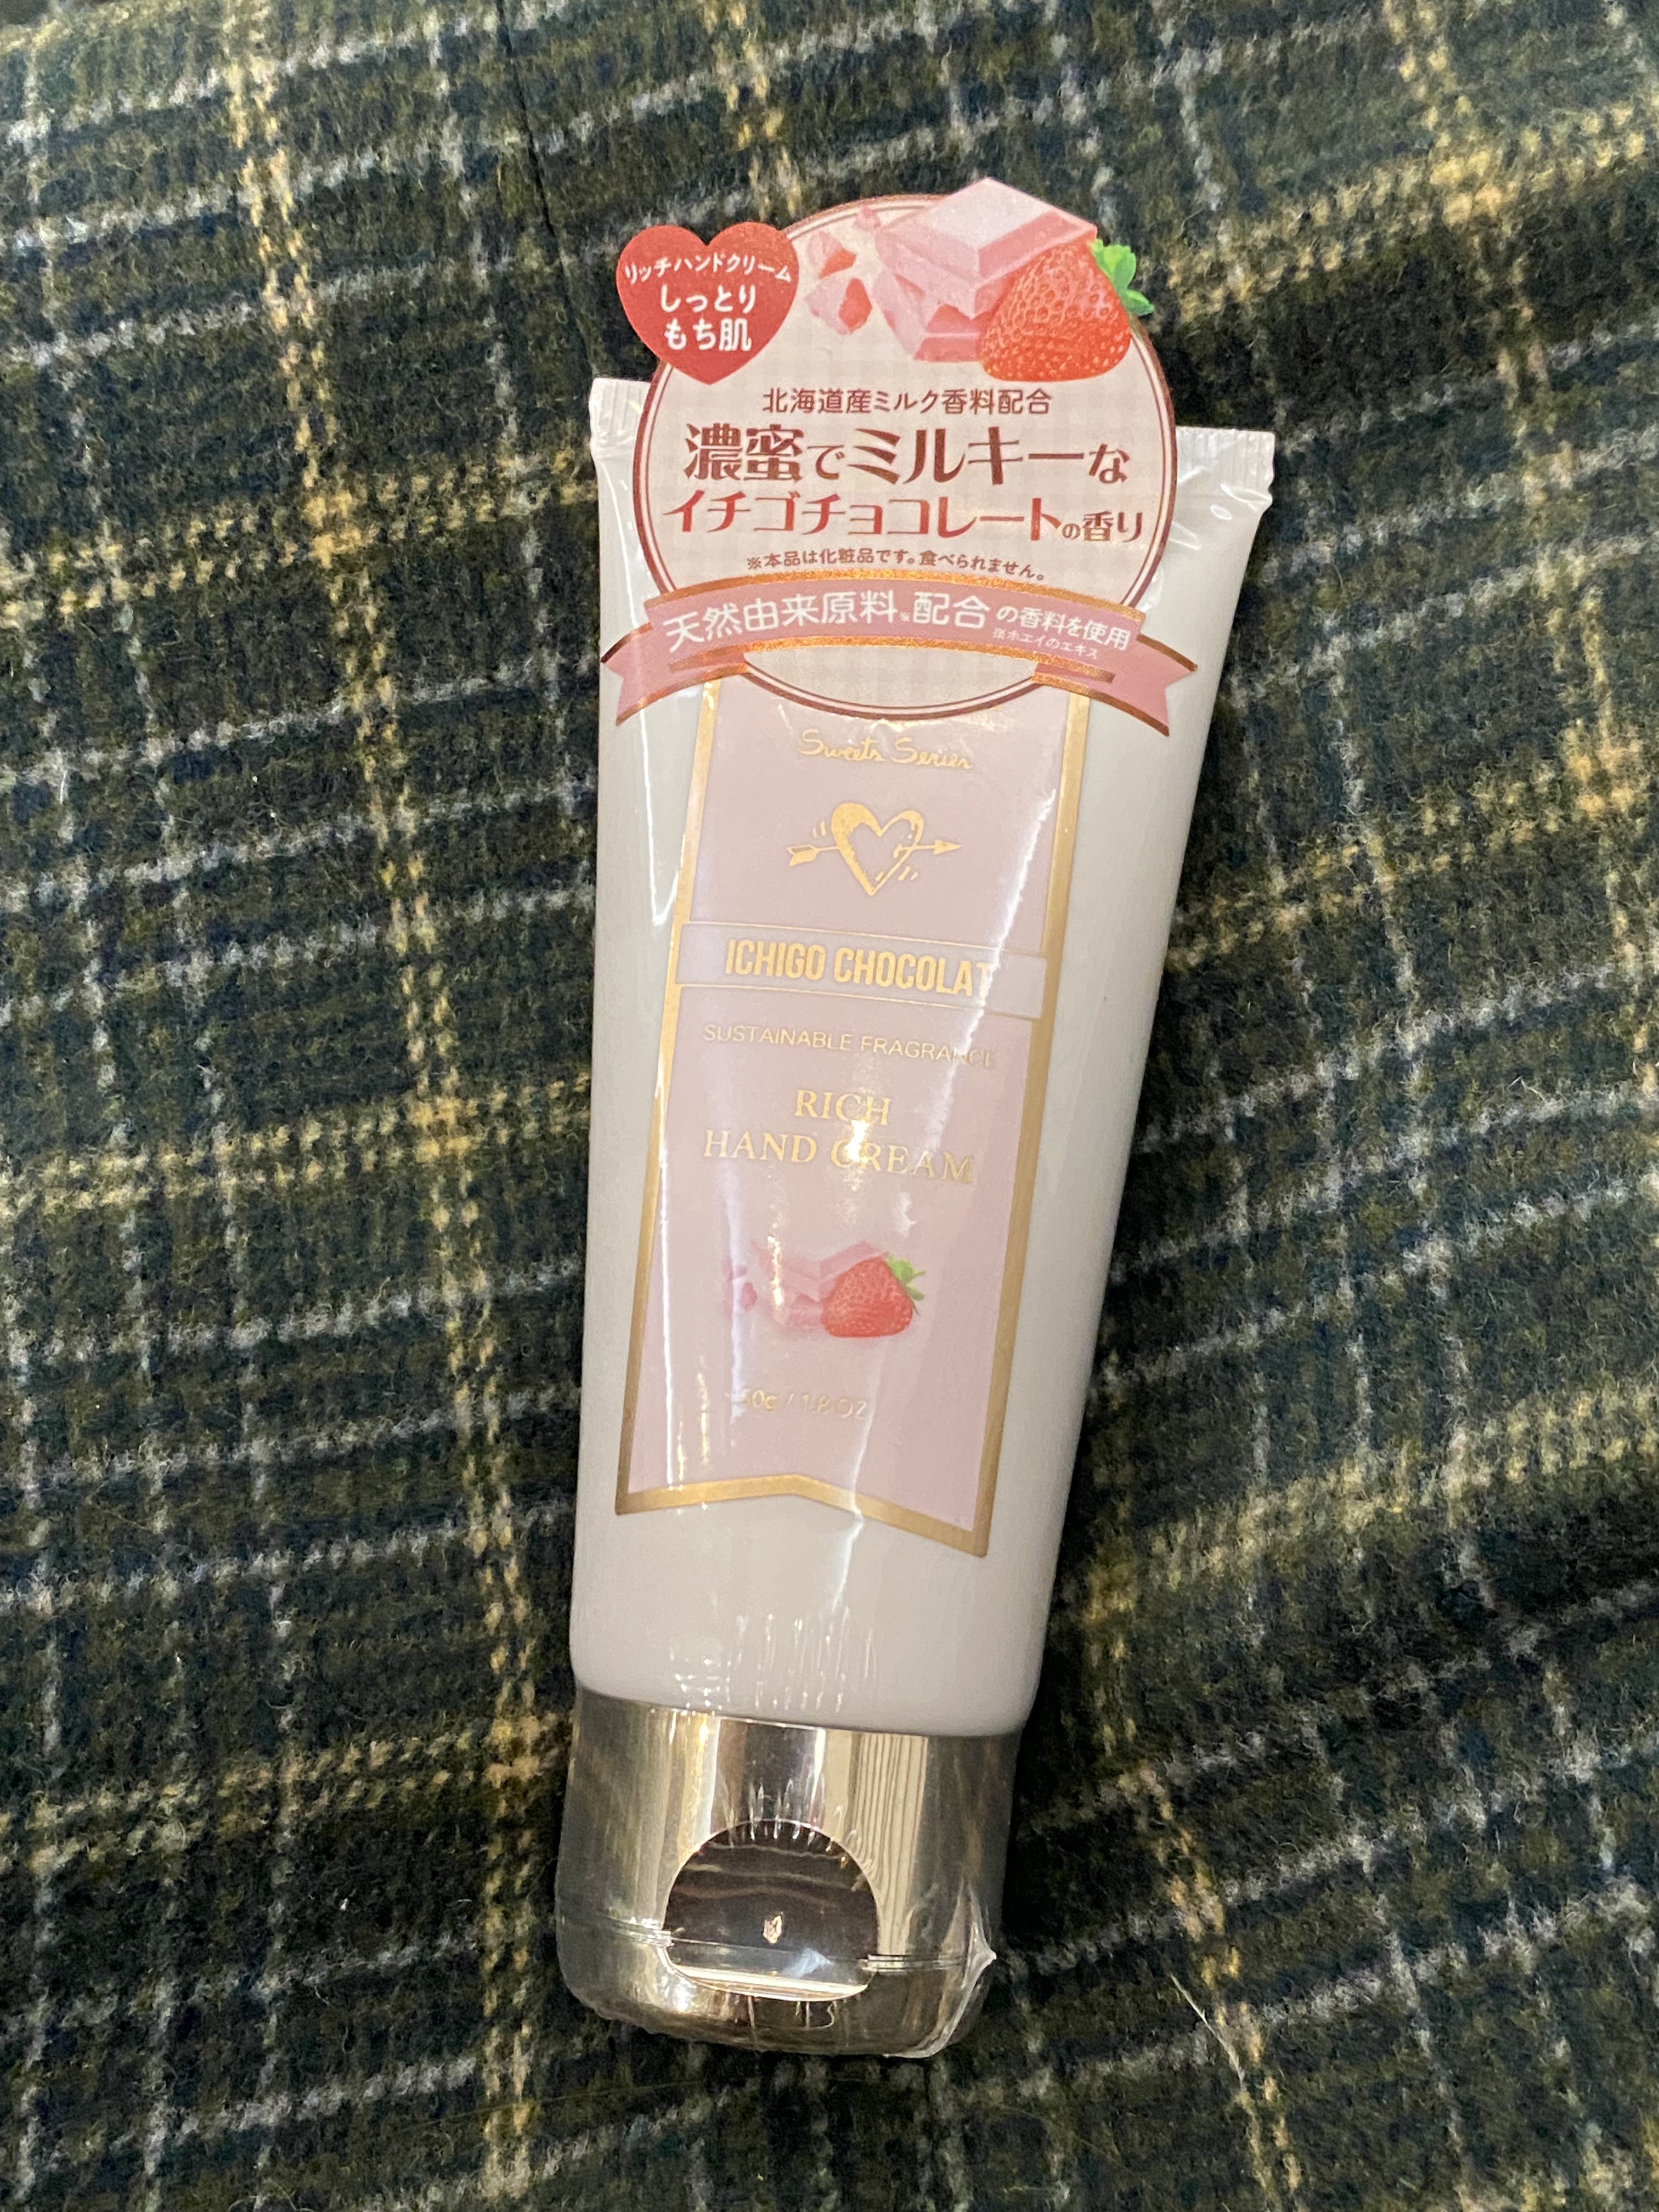 リッチハンドクリーム
しっとり
もち肌
北海道産ミルク香料配合
濃蜜でミルキーな
イチゴチョコレートの香り
※本品は化粧品です。食べられません。
天然由来原料※配合の香料を使用
※ホエイのエキス
Sweets Series
ICHIGO CHOCOLAT
SUSTAINABLE FRAGRANCE
RICH
HAND CREAM
50g / 1.8 OZ